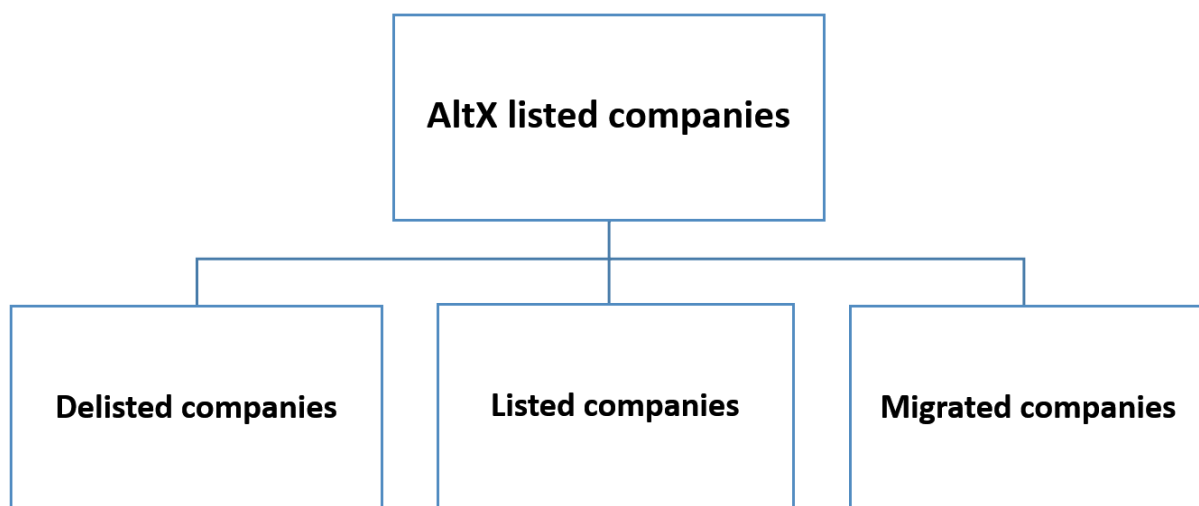 AltX listed companies
Delisted companies
Listed companies
Migrated companies